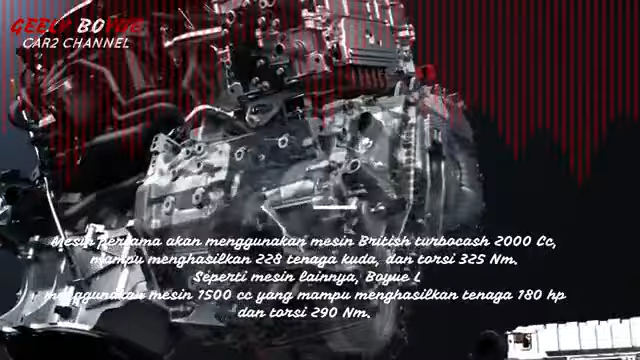 GEELY BOYUE
CAR2 CHANNEL
Mesin pertama akan menggunakan mesin British turbocash 2000 Cc,
mampu menghasilkan 228 tenaga kuda, dan torsi 325 Nm.
Seperti mesin lainnya, Boyue L
menggunakan mesin 1500 cc yang mampu menghasilkan tenaga 180 hp
dan torsi 290 Nm.